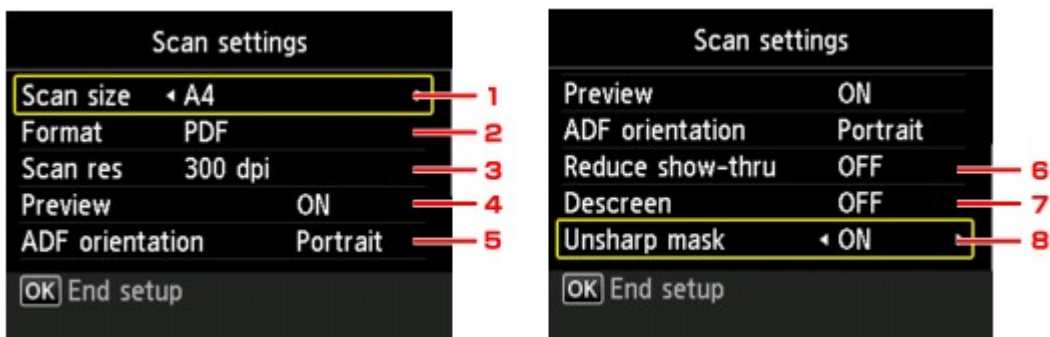 Scan settings
Scan size A4 1
Format PDF 2
Scan res 300 dpi 3
Preview ON 4
ADF orientation Portrait 5
OK End setup
Scan settings
Preview ON
ADF orientation Portrait
Reduce show-thru OFF 6
Descreen OFF 7
Unsharp mask ON 8
OK End setup